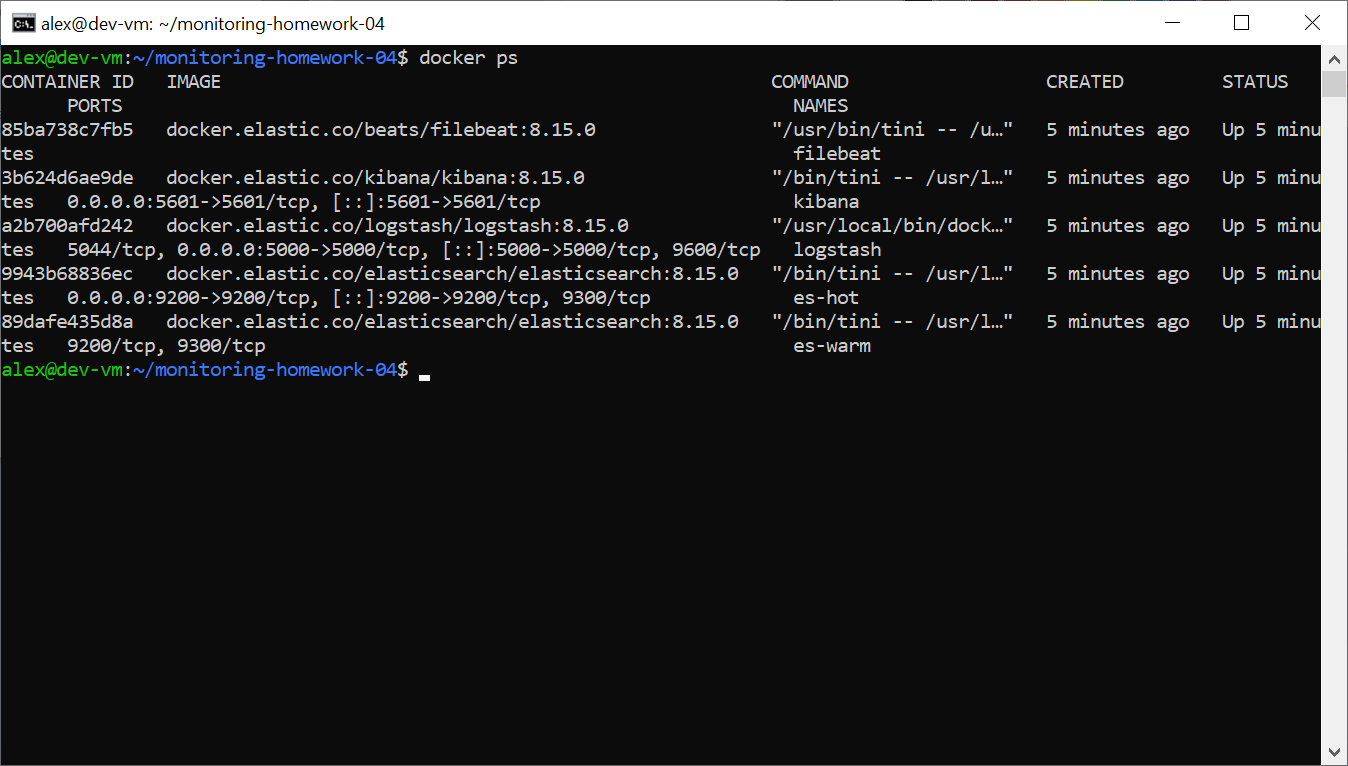 alex@dev-vm: ~/monitoring-homework-04
alex@dev-vm:~/monitoring-homework-04$ docker ps
CONTAINER ID   IMAGE                                                  COMMAND                  CREATED         STATUS
      PORTS                                                             NAMES
85ba738c7fb5   docker.elastic.co/beats/filebeat:8.15.0                "/usr/bin/tini -- /u…"   5 minutes ago   Up 5 minu
tes                                                                     filebeat
3b624d6ae9de   docker.elastic.co/kibana/kibana:8.15.0                 "/bin/tini -- /usr/l…"   5 minutes ago   Up 5 minu
tes   0.0.0.0:5601->5601/tcp, [::]:5601->5601/tcp                       kibana
a2b700afd242   docker.elastic.co/logstash/logstash:8.15.0             "/usr/local/bin/dock…"   5 minutes ago   Up 5 minu
tes   5044/tcp, 0.0.0.0:5000->5000/tcp, [::]:5000->5000/tcp, 9600/tcp   logstash
9943b68836ec   docker.elastic.co/elasticsearch/elasticsearch:8.15.0   "/bin/tini -- /usr/l…"   5 minutes ago   Up 5 minu
tes   0.0.0.0:9200->9200/tcp, [::]:9200->9200/tcp, 9300/tcp             es-hot
89dafe435d8a   docker.elastic.co/elasticsearch/elasticsearch:8.15.0   "/bin/tini -- /usr/l…"   5 minutes ago   Up 5 minu
tes   9200/tcp, 9300/tcp                                                es-warm
alex@dev-vm:~/monitoring-homework-04$